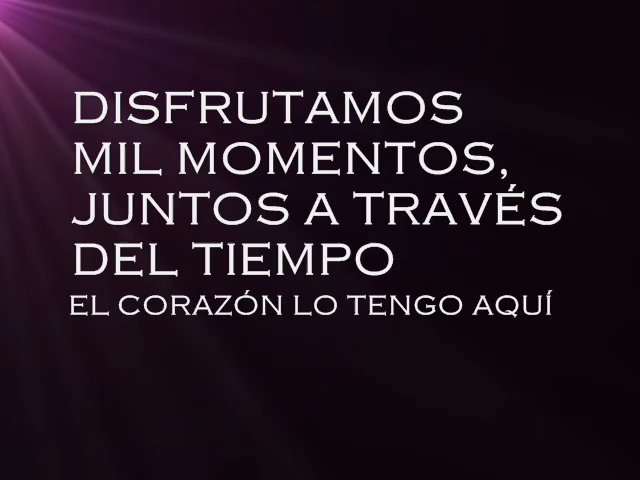 DISFRUTAMOS
MIL MOMENTOS,
JUNTOS A TRAVÉS
DEL TIEMPO
EL CORAZÓN LO TENGO AQUÍ